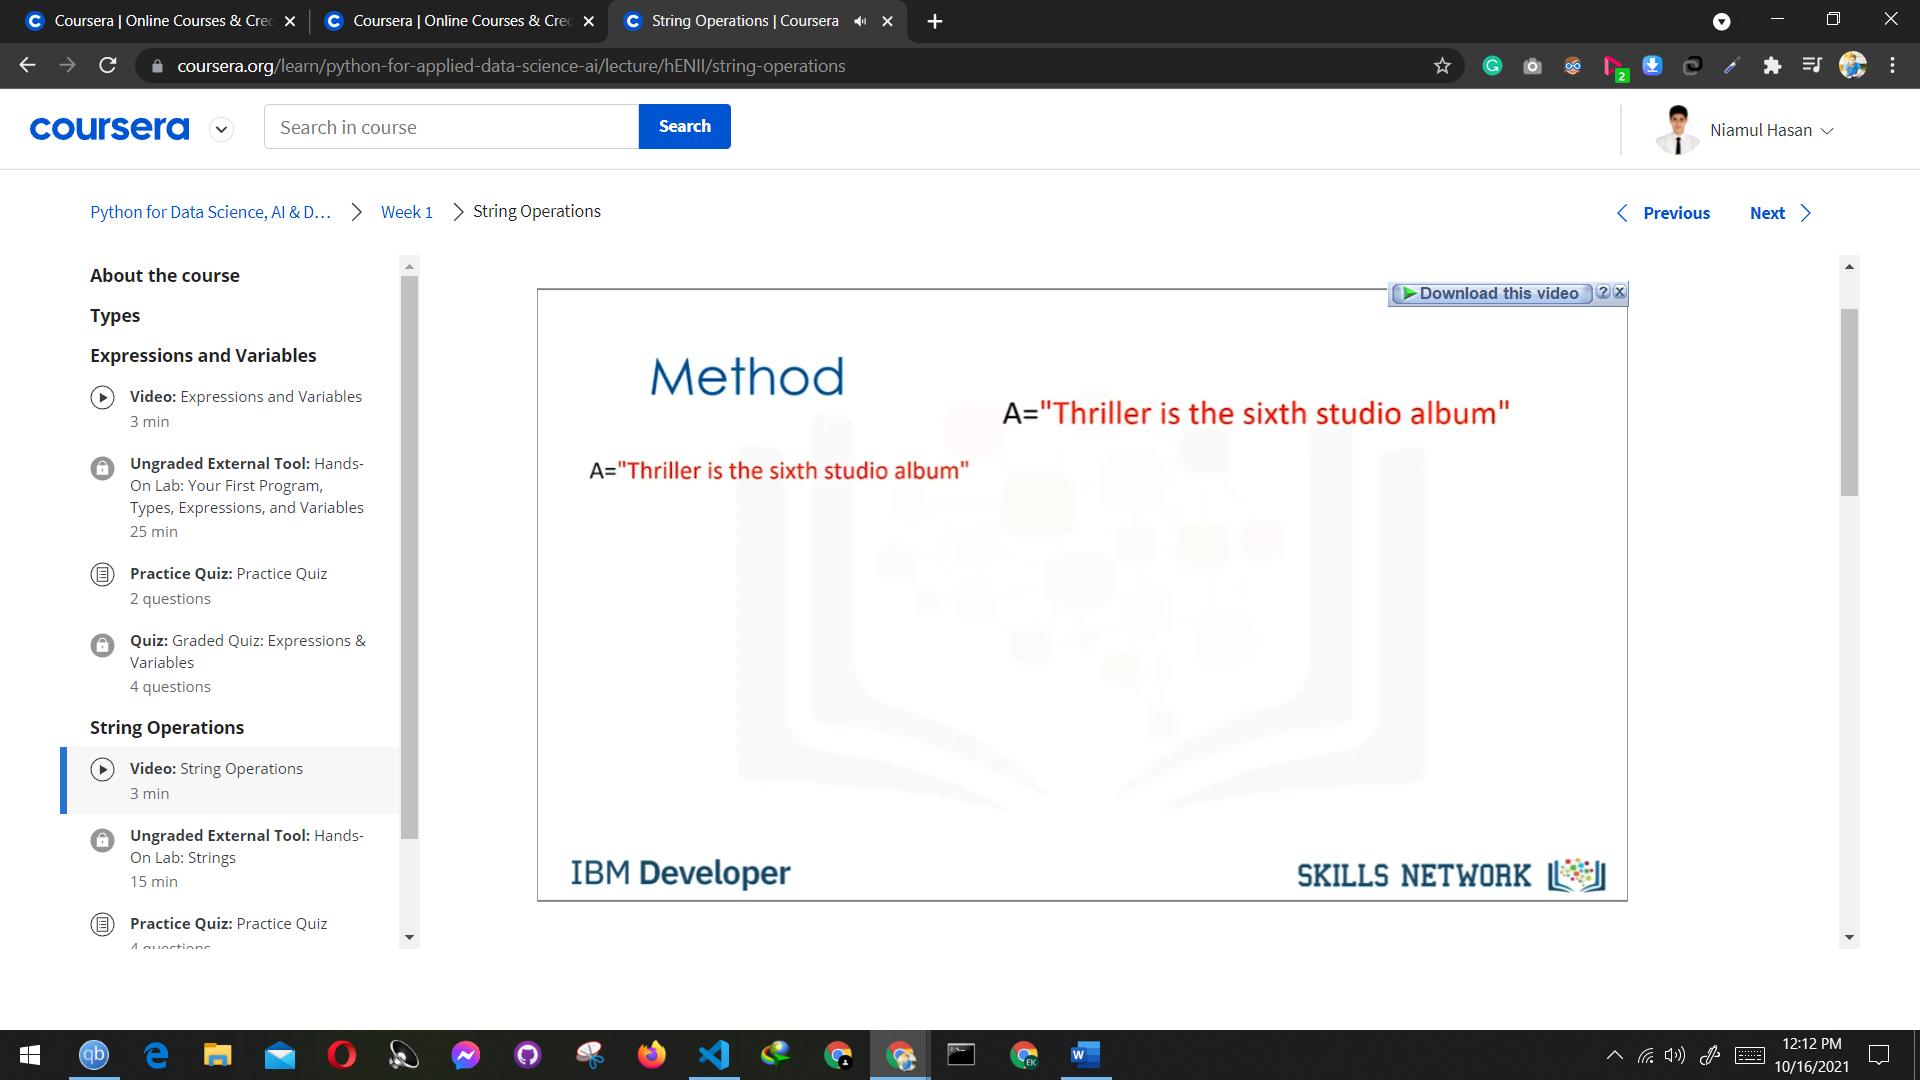 Coursera | Online Courses & Cre
Coursera | Online Courses & Cre
String Operations | Coursera
coursera.org/learn/python-for-applied-data-science-ai/lecture/hENII/string-operations
2
coursera
Search in course
Search
Niamul Hasan
Python for Data Science, AI & D...
Week 1
String Operations
Previous
Next
About the course
Types
Expressions and Variables
Video: Expressions and Variables
3 min
Ungraded External Tool: Hands-
On Lab: Your First Program,
Types, Expressions, and Variables
25 min
Practice Quiz: Practice Quiz
2 questions
Quiz: Graded Quiz: Expressions &
Variables
4 questions
String Operations
Video: String Operations
3 min
Ungraded External Tool: Hands-
On Lab: Strings
15 min
Practice Quiz: Practice Quiz
4 questions
Download this video
Method
A="Thriller is the sixth studio album"
A="Thriller is the sixth studio album"
IBM Developer
SKILLS NETWORK
qb
EK
12:12 PM
10/16/2021